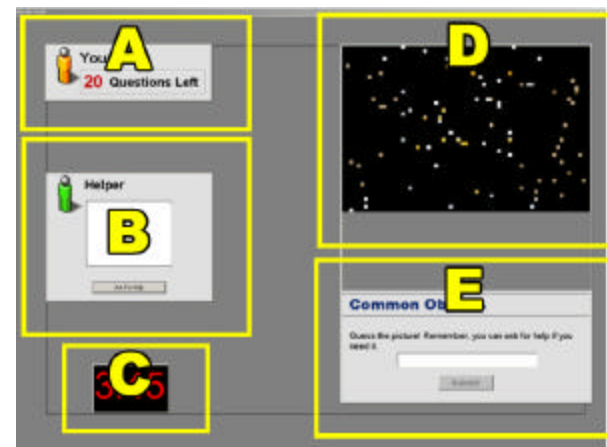 A
You
20 Questions Left
B
Helper
C
D
E
Common Ob
Guess the picture! Remember, you can ask for help if you
need it